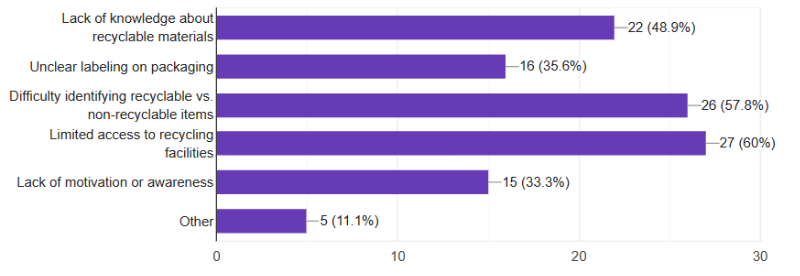 Lack of knowledge about
recyclable materials
22 (48.9%)
Unclear labeling on packaging
16 (35.6%)
Difficulty identifying recyclable vs.
non-recyclable items
26 (57.8%)
Limited access to recycling
facilities
27 (60%)
Lack of motivation or awareness
15 (33.3%)
Other
5 (11.1%)
0
10
20
30